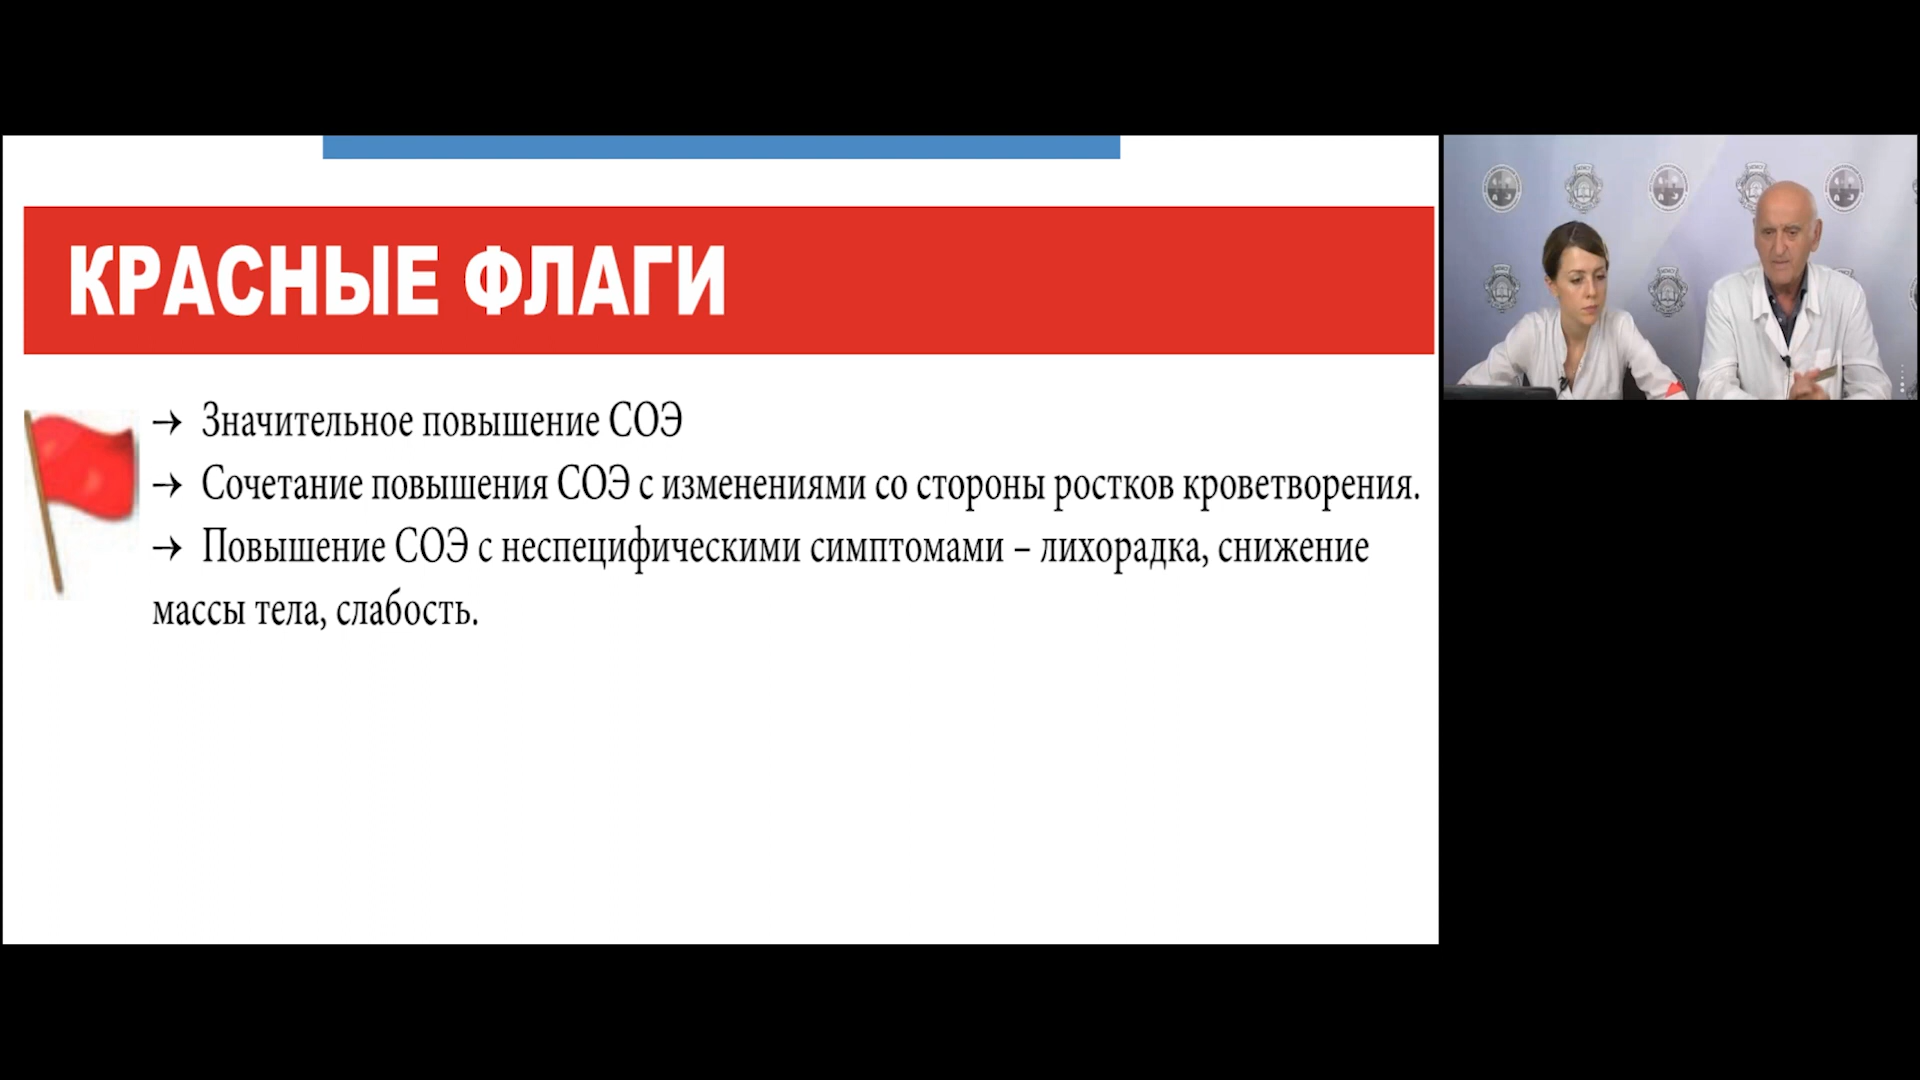 КРАСНЫЕ ФЛАГИ
→ Значительное повышение СОЭ
→ Сочетание повышения СОЭ с изменениями со стороны ростков кроветворения.
→ Повышение СОЭ с неспецифическими симптомами – лихорадка, снижение
массы тела, слабость.